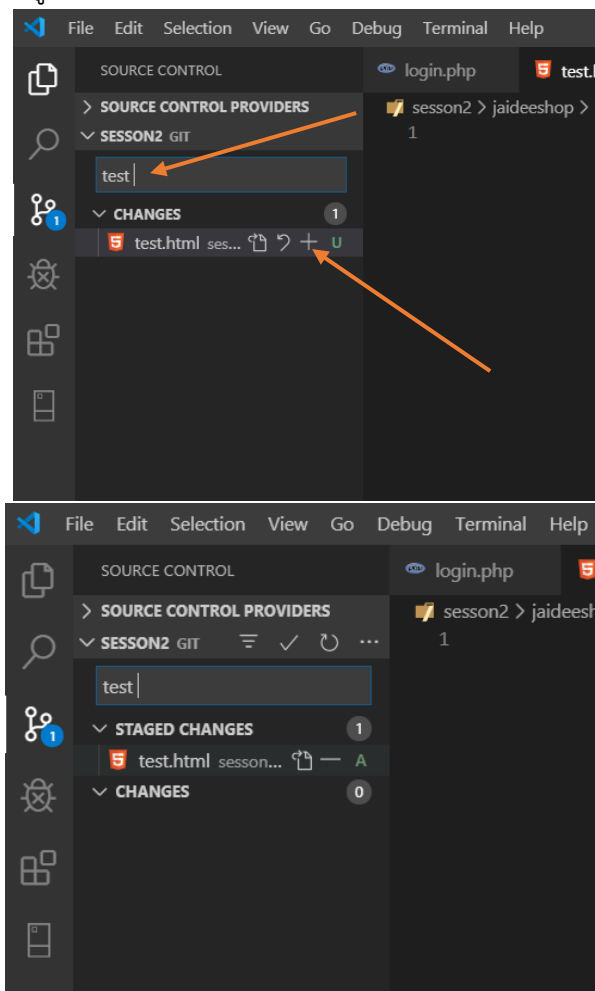 File Edit Selection View Go Debug Terminal Help
SOURCE CONTROL
login.php
test.
SOURCE CONTROL PROVIDERS
sesson2 > jaideeshop >
SESSON2 GIT
1
test
CHANGES 1
test.html ses... U
1
File Edit Selection View Go Debug Terminal Help
SOURCE CONTROL
login.php
SOURCE CONTROL PROVIDERS
sesson2 > jaideesh
SESSON2 GIT ...
1
test
STAGED CHANGES 1
1
test.html sesson... A
CHANGES 0